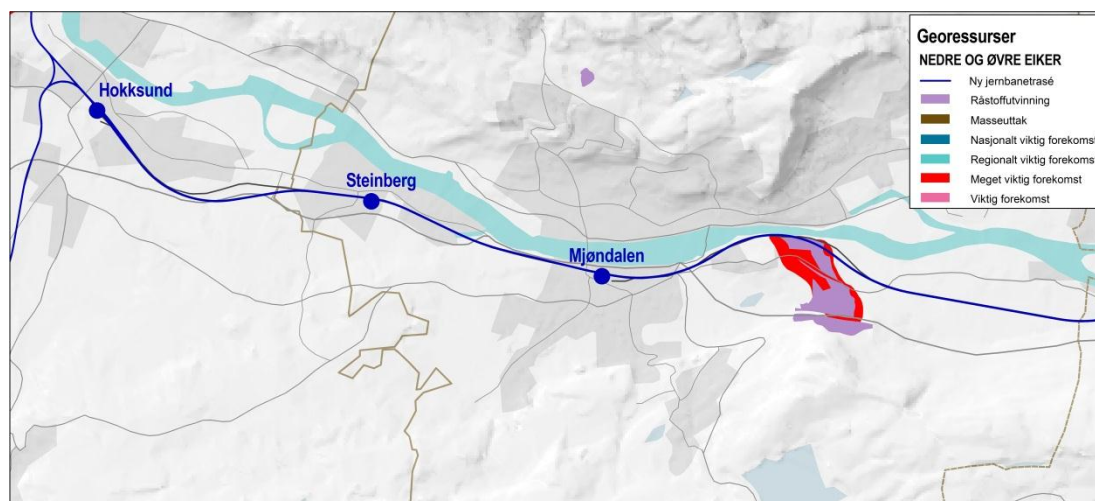 Georessurser
NEDRE OG ØVRE EIKER
Ny jernbanetrasé
Råstoffutvinning
Masseuttak
Nasjonalt viktig forekomst
Regionalt viktig forekomst
Meget viktig forekomst
Viktig forekomst
Hokksund
Steinberg
Mjøndalen